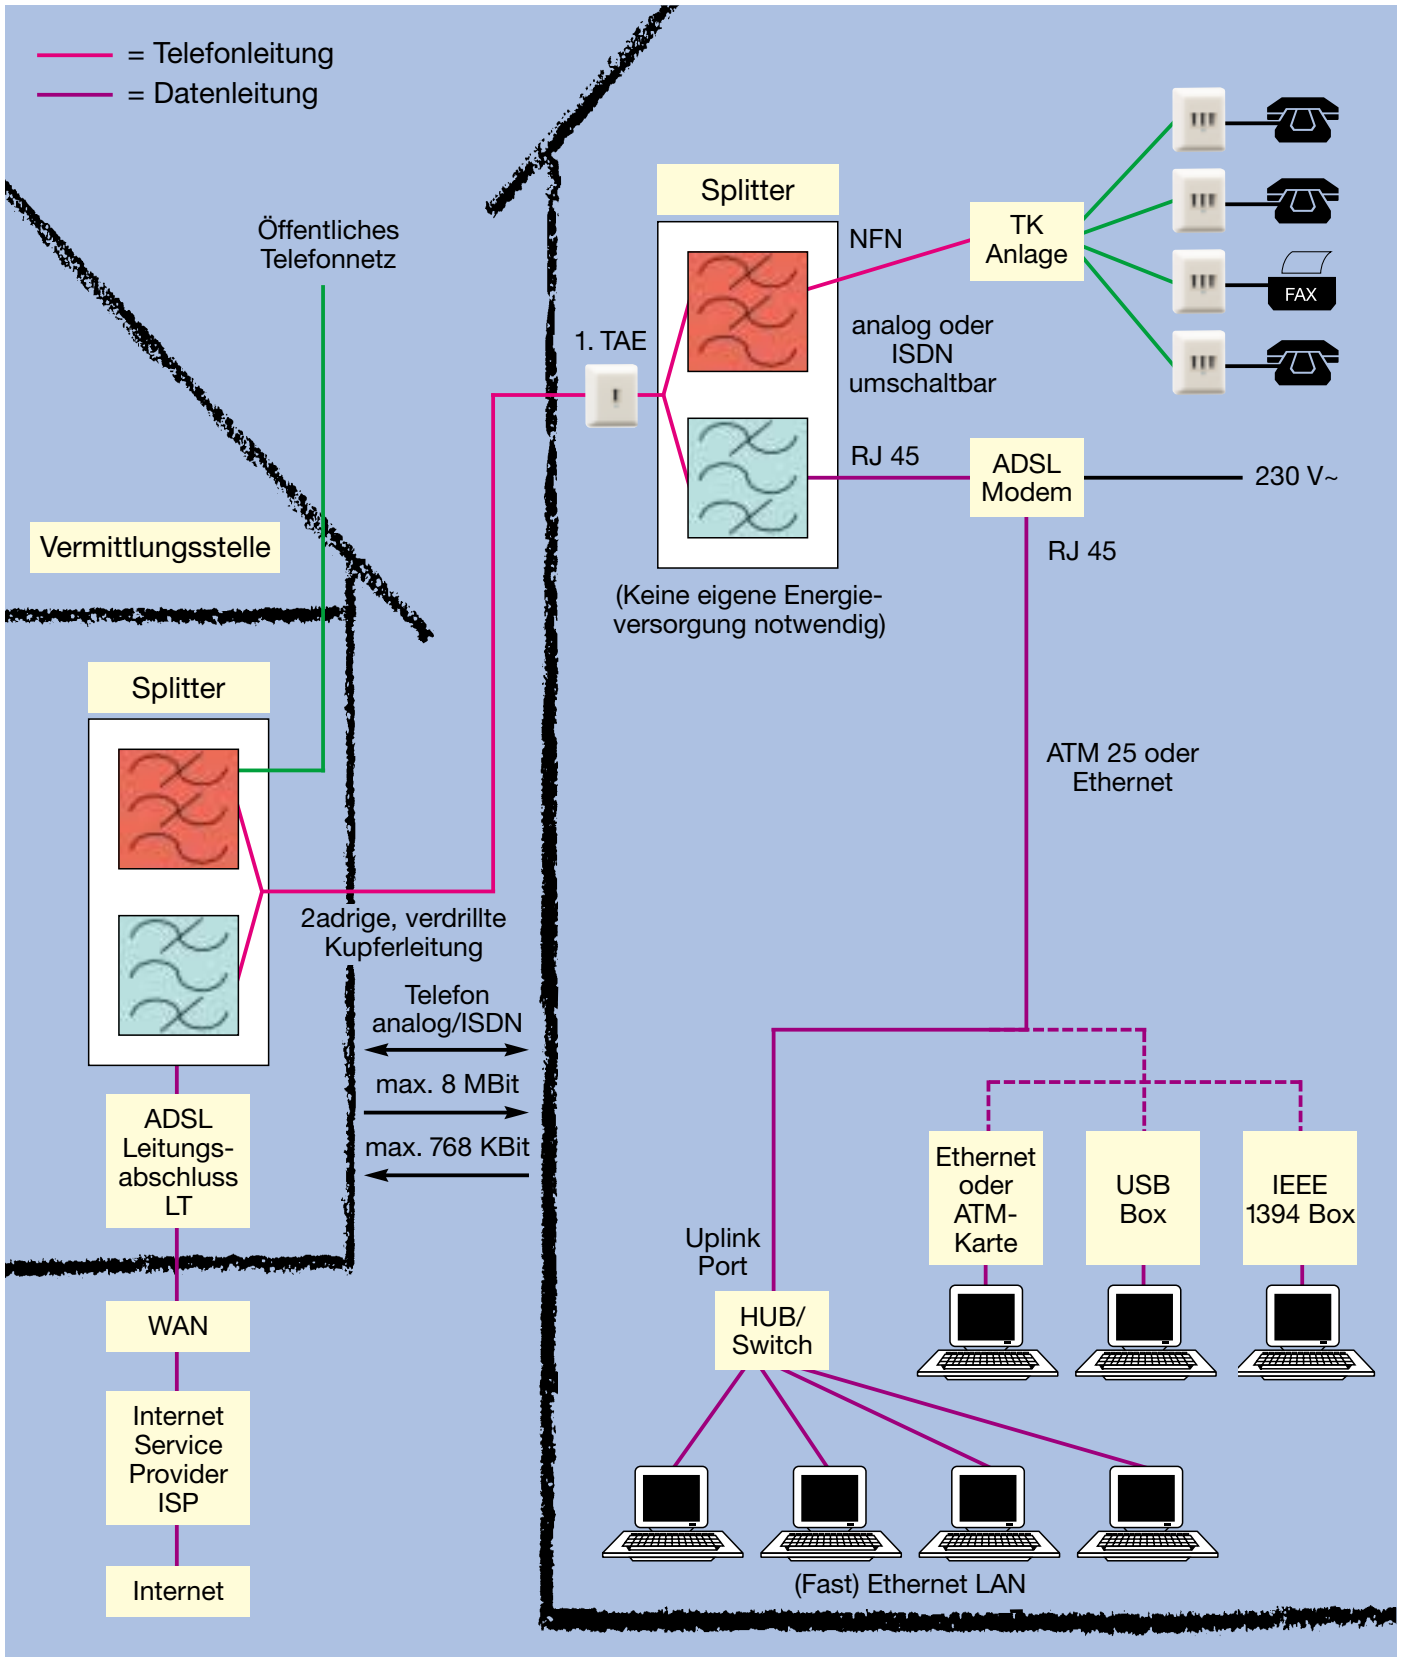 = Telefonleitung
= Datenleitung
Öffentliches
Telefonnetz
Vermittlungsstelle
Splitter
2adrige, verdrillte
Kupferleitung
Telefon
analog/ISDN
max. 8 MBit
max. 768 KBit
ADSL
Leitungs-
abschluss
LT
WAN
Internet
Service
Provider
ISP
Internet
1. TAE
Splitter
(Keine eigene Energie-
versorgung notwendig)
NFN
TK
Anlage
FAX
analog oder
ISDN
umschaltbar
RJ 45
ADSL
Modem
230 V~
RJ 45
ATM 25 oder
Ethernet
Ethernet
oder
ATM-
Karte
USB
Box
IEEE
1394 Box
Uplink
Port
HUB/
Switch
(Fast) Ethernet LAN